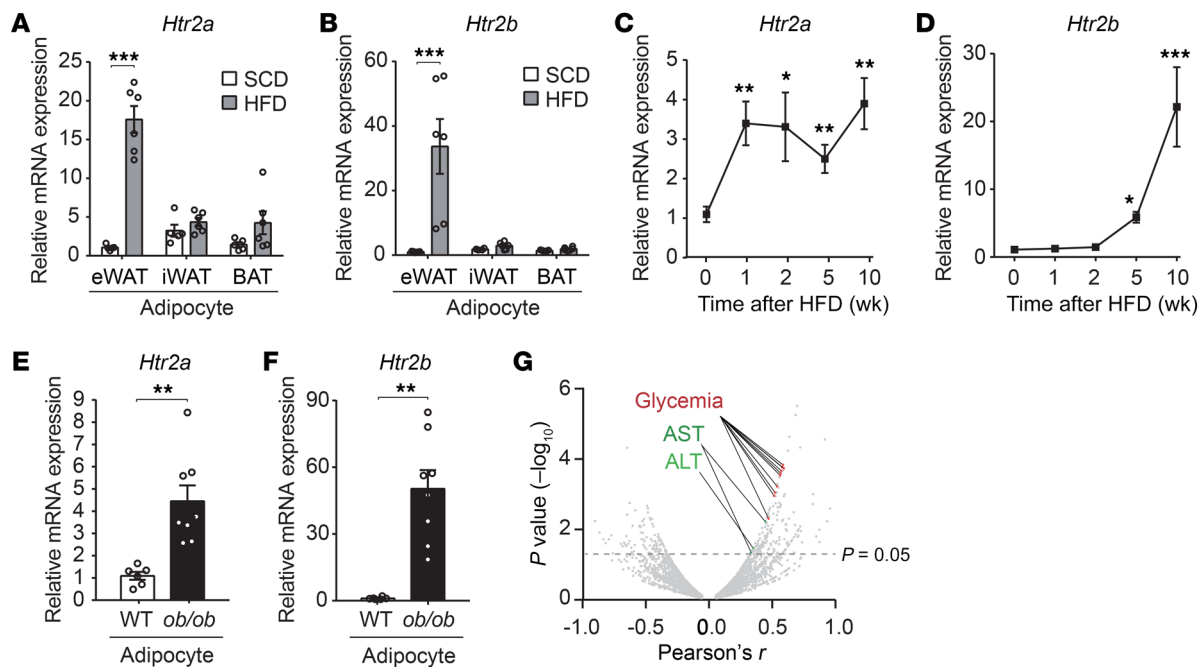 A
Htr2a
Relative mRNA expression
25
20
15
10
5
0
***
SCD
HFD
eWAT iWAT BAT
Adipocyte
B
Htr2b
Relative mRNA expression
60
40
20
0
***
SCD
HFD
eWAT iWAT BAT
Adipocyte
C
Htr2a
Relative mRNA expression
5
4
3
2
1
0
** * ** **
0 1 2 5 10
Time after HFD (wk)
D
Htr2b
Relative mRNA expression
30
20
10
0
* ***
0 1 2 5 10
Time after HFD (wk)
E
Htr2a
Relative mRNA expression
9
8
7
6
5
4
3
2
1
0
**
WT ob/ob
Adipocyte
F
Htr2b
Relative mRNA expression
90
60
30
0
**
WT ob/ob
Adipocyte
G
P value (–log10)
6
4
2
0
Glycemia
AST
ALT
P = 0.05
-1.0 -0.5 0.0 0.5 1.0
Pearson's r